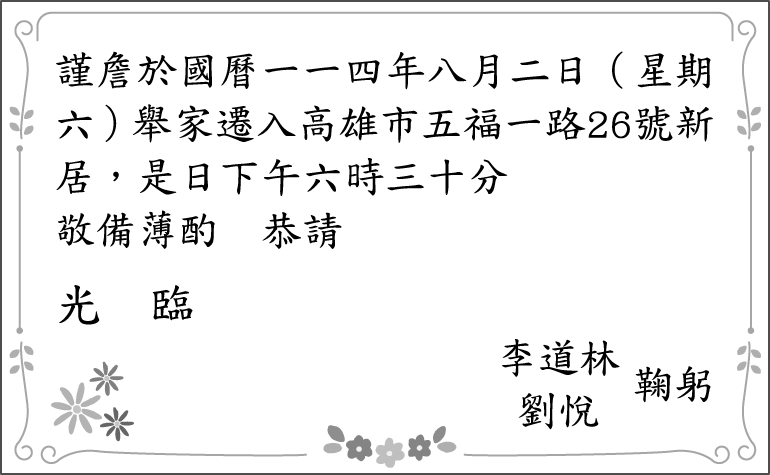 謹詹於國曆一一四年八月二日（星期
六）舉家遷入高雄市五福一路26號新
居，是日下午六時三十分
敬備薄酌　恭請
光　臨
李道林
劉悅
鞠躬